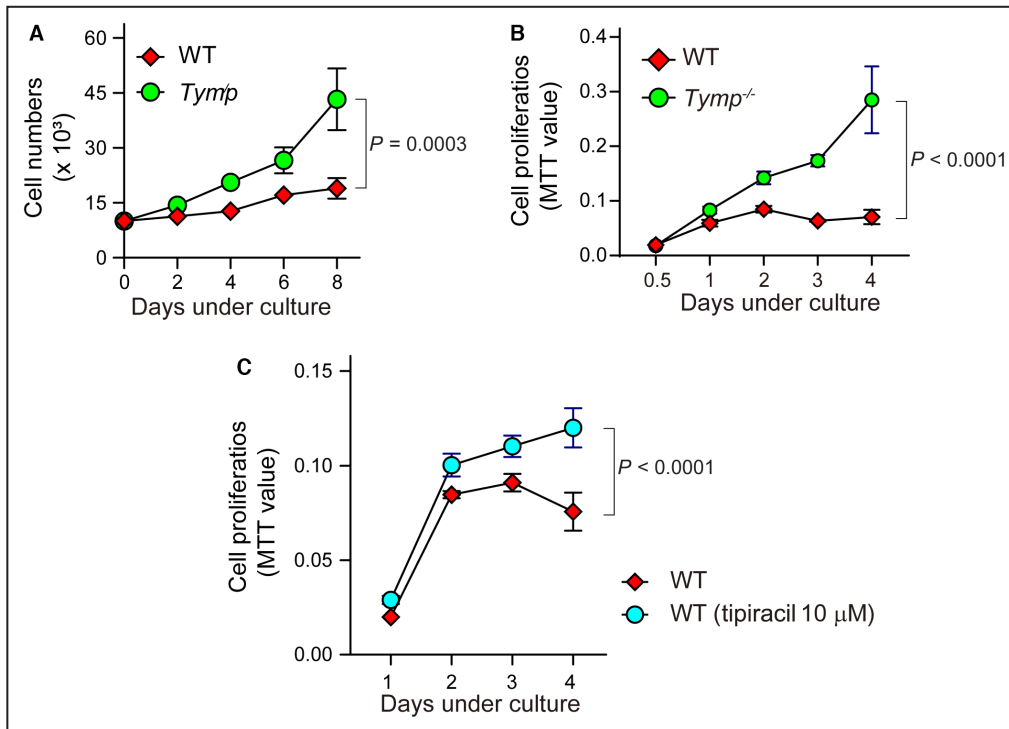 A
60
45
30
15
0
Cell numbers
(x 10³)
WT
Tymp
P = 0.0003
0 2 4 6 8
Days under culture
B
0.4
0.3
0.2
0.1
0.0
Cell proliferatios
(MTT value)
WT
Tymp-/-
P < 0.0001
0.5 1 2 3 4
Days under culture
C
0.15
0.10
0.05
0.00
Cell proliferatios
(MTT value)
P < 0.0001
WT
WT (tipiracil 10 μM)
1 2 3 4
Days under culture